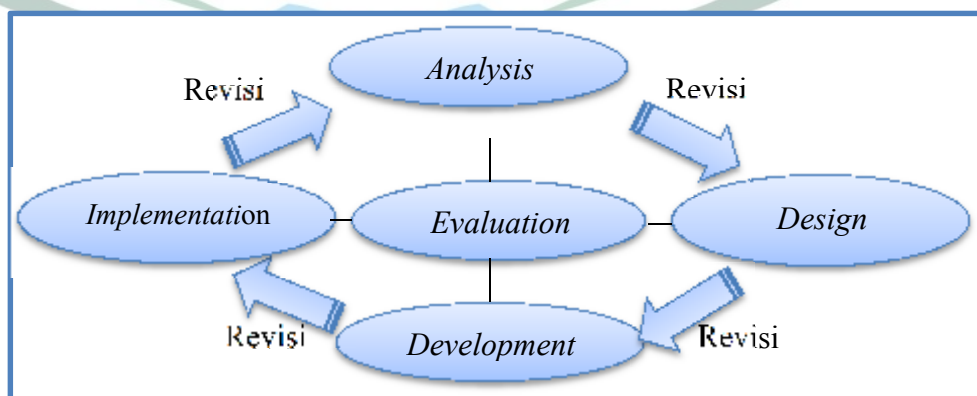 Analysis
Revisi
Revisi
Implementation
Evaluation
Design
Revisi
Development
Revisi